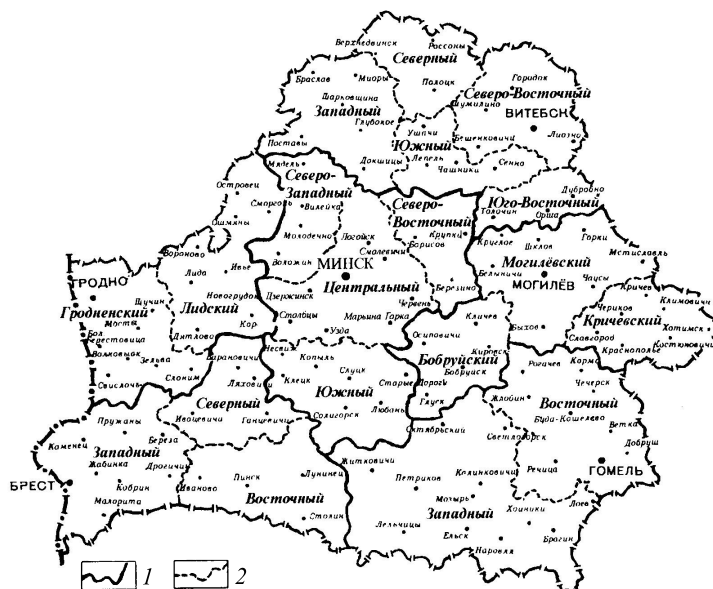 Верхнедвинск
Россоны
Северный
Браслав
Миоры
Полоцк
Городок
Шарковщина
Северо-Восточный
Западный
Шумилино
ВИТЕБСК
Глубокое
Ушачи
Бешенковичи
Лиозно
Поставы
Южный
Докшицы
Лепель
Чашники
Сенно
Мядель
Северо-
Западный
Островец
Сморгонь
Вилейка
Северо-
Восточный
Дубровно
Юго-Восточный
Толочин
Орша
Ошмяны
Молодечно
Логойск
Крупки
Борисов
Смолевичи
Круглое
Шклов
Горки
Мстиславль
Вороново
Воложин
МИНСК
Могилёвский
Белыничи
МОГИЛЁВ
Чаусы
ГРОДНО
Лида
Ивье
Центральный
Березино
Кричев
Климовичи
Щучин
Гродненский
Мосты
Новогрудок
Дзержинск
Червень
Чериков
Кричевский
Хотимск
Лидский
Кор
Столбцы
Марьина Горка
Кличев
Быхов
Славгород
Костюковичи
Берестовица
Дятлово
Узда
Осиповичи
Краснополье
Волковыск
Зельва
Барановичи
Несвиж
Копыль
Бобруйский
Кировск
Рогачев
Корма
Свислочь
Слоним
Ляховичи
Клецк
Слуцк
Старые
Дороги
Бобруйск
Чечерск
Северный
Южный
Глуск
Жлобин
Восточный
Пружаны
Ивацевичи
Ганцевичи
Солигорск
Любань
Октябрьский
Буда-Кошелево
Ветка
Западный
Береза
Светлогорск
Добруш
Каменец
Жабинка
Дрогичин
Житковичи
Калинковичи
Речица
ГОМЕЛЬ
БРЕСТ
Кобрин
Иваново
Пинск
Лунинец
Петриков
Малорита
Восточный
Мозырь
Хойники
Лоев
Столин
Западный
Лельчицы
Ельск
Наровля
Брагин
1
2